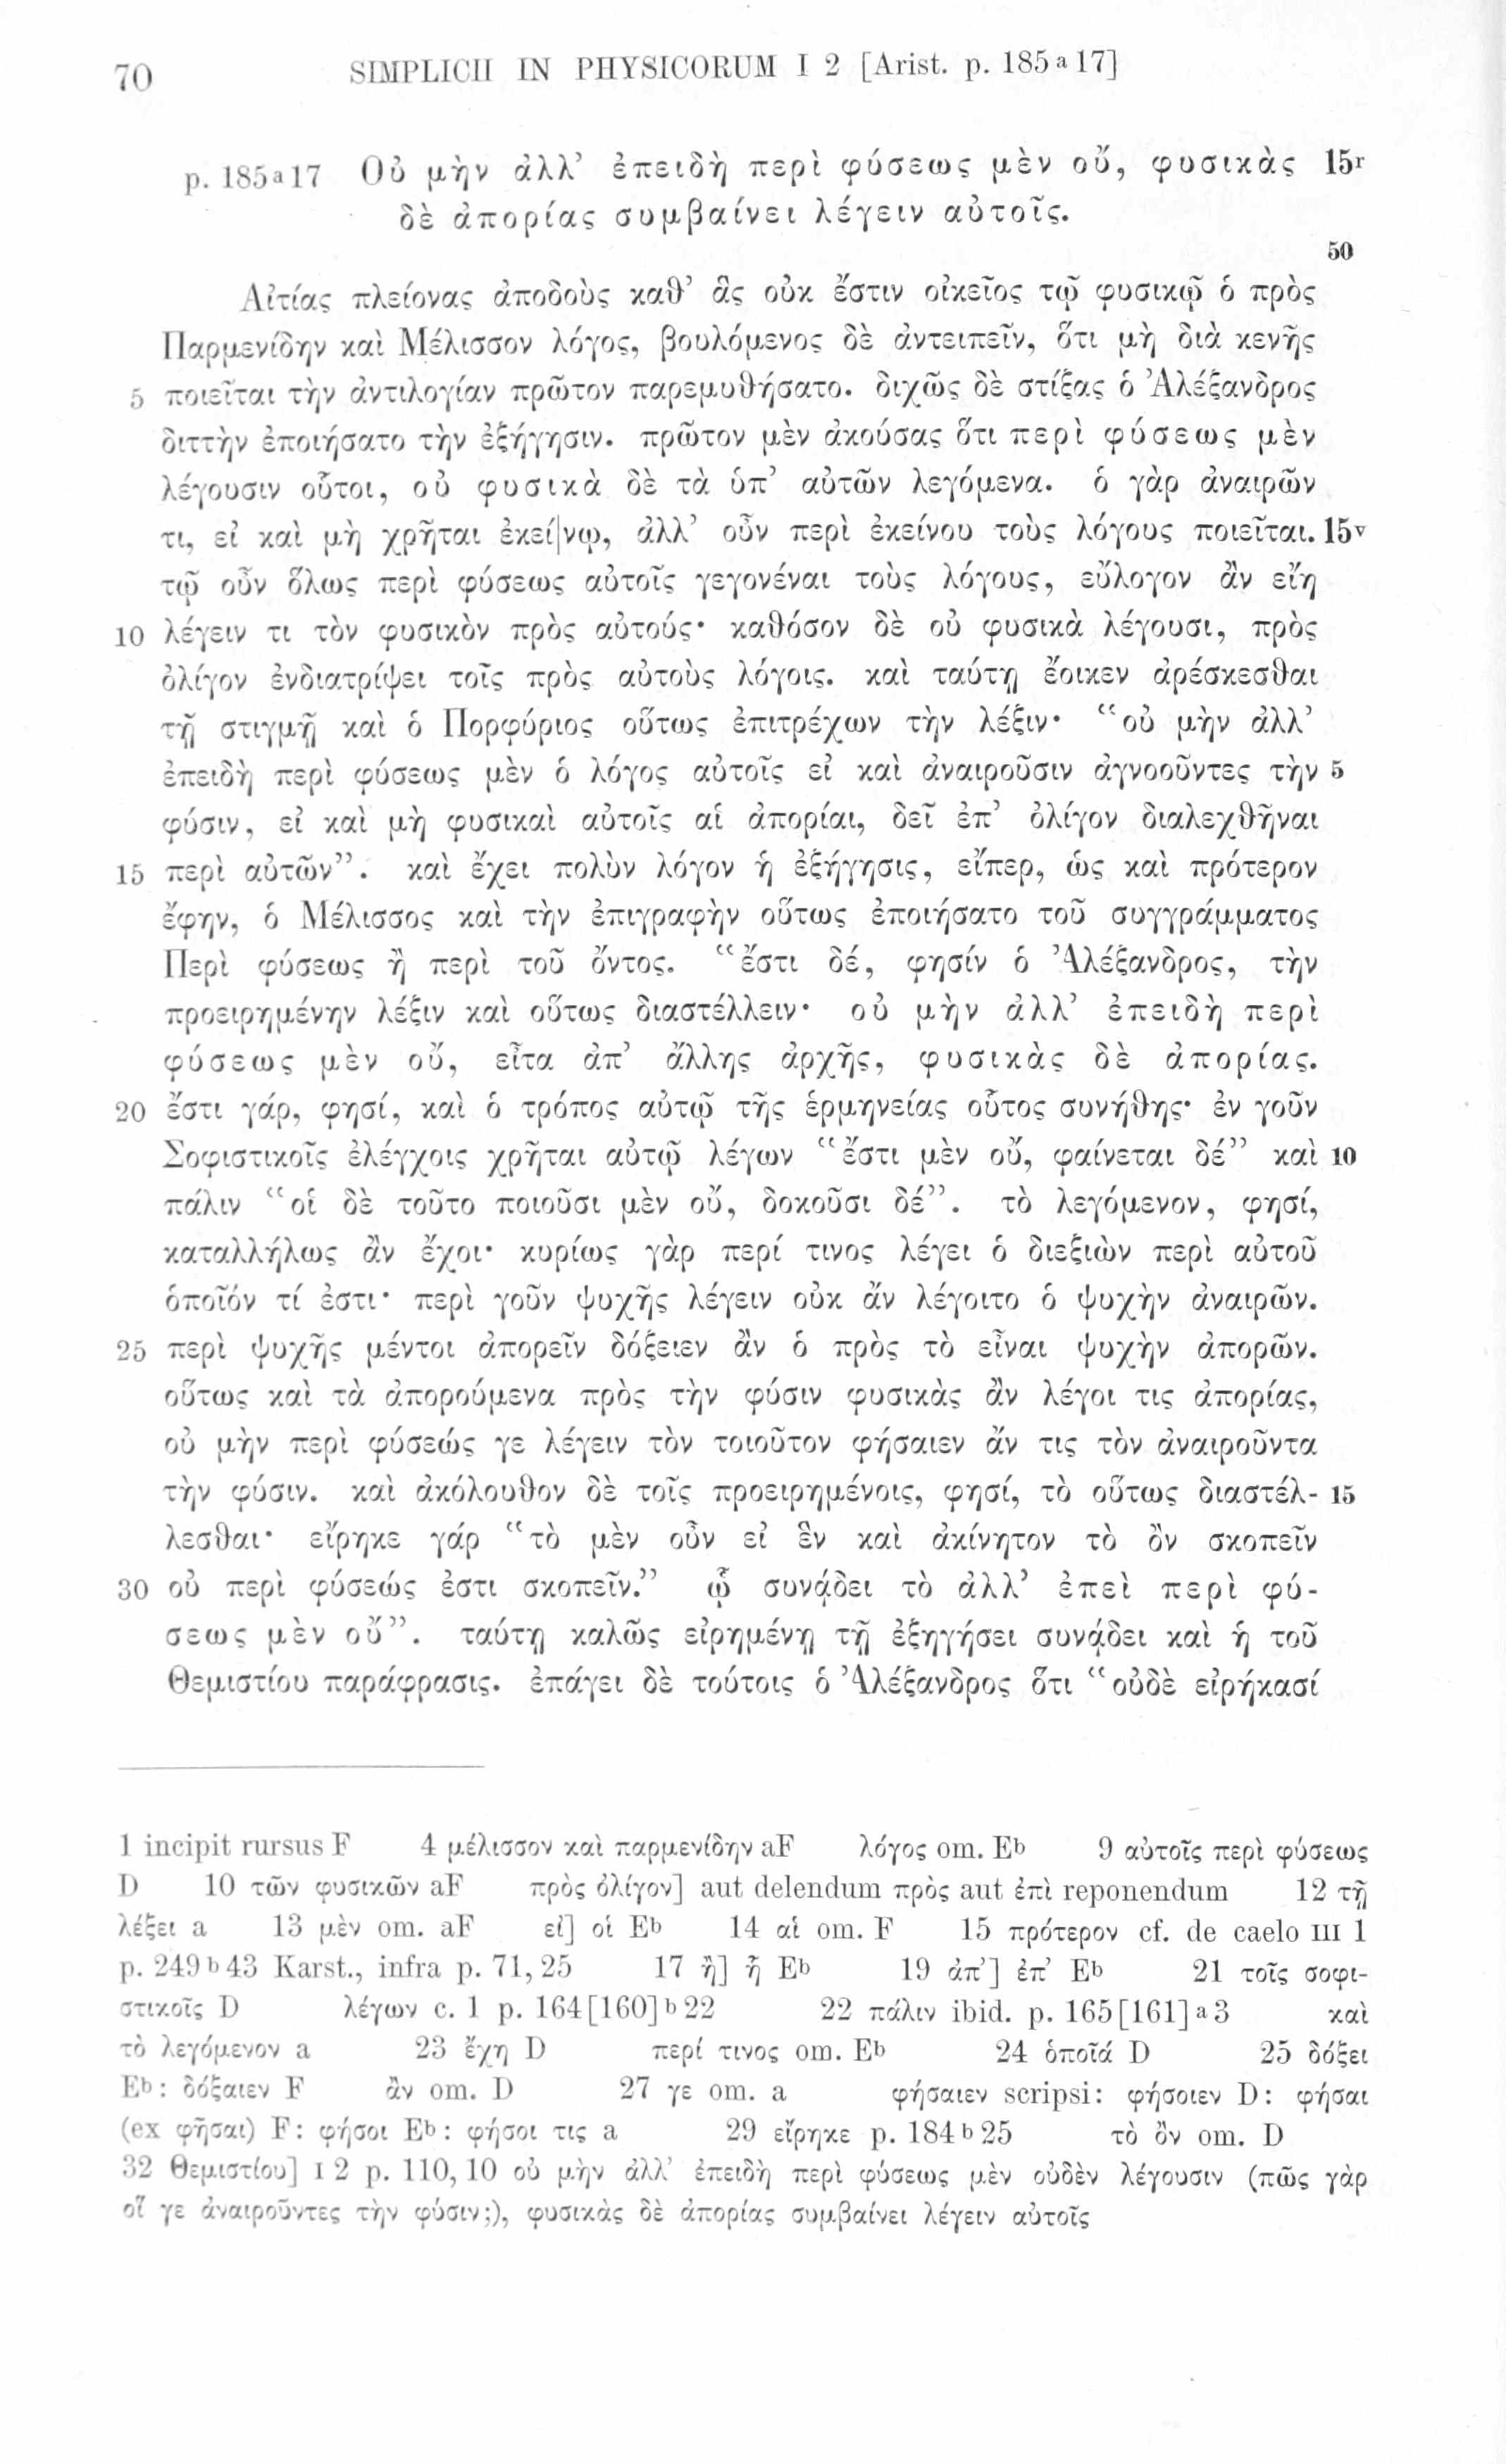 70 SIMPLICII IN PHYSICORUM I 2 [Arist. p. 185 a 17]
p. 185 a 17 Οὐ μὴν ἀλλ’ ἐπειδὴ περὶ φύσεως μὲν οὔ, φυσικὰς 15r
δὲ ἀπορίας συμβαίνει λέγειν αὐτοῖς.
50
Αἰτίας πλείονας ἀποδοὺς καθ’ ἃς οὐκ ἔστιν οἰκεῖος τῷ φυσικῷ ὁ πρὸς
Παρμενίδην καὶ Μέλισσον λόγος, βουλόμενος δὲ ἀντειπεῖν, ὅτι μὴ διὰ κενῆς
5 ποιεῖται τὴν ἀντιλογίαν πρῶτον παρεμυθήσατο. διχῶς δὲ στίξας ὁ Ἀλέξανδρος
διττὴν ἐποιήσατο τὴν ἐξήγησιν. πρῶτον μὲν ἀκούσας ὅτι περὶ φύσεως μὲν
λέγουσιν οὗτοι, οὐ φυσικὰ δὲ τὰ ὑπ’ αὐτῶν λεγόμενα. ὁ γὰρ ἀναιρῶν
τι, εἰ καὶ μὴ χρῆται ἐκεί|νῳ, ἀλλ’ οὖν περὶ ἐκείνου τοὺς λόγους ποιεῖται. 15v
τῷ οὖν ὅλως περὶ φύσεως αὐτοῖς γεγονέναι τοὺς λόγους, εὔλογον ἂν εἴη
10 λέγειν τι τὸν φυσικὸν πρὸς αὐτούς· καθόσον δὲ οὐ φυσικὰ λέγουσι, πρὸς
ὀλίγον ἐνδιατρίψει τοῖς πρὸς αὐτοὺς λόγοις. καὶ ταύτῃ ἔοικεν ἀρέσκεσθαι
τῇ στιγμῇ καὶ ὁ Πορφύριος οὕτως ἐπιτρέχων τὴν λέξιν· “οὐ μὴν ἀλλ’
ἐπειδὴ περὶ φύσεως μὲν ὁ λόγος αὐτοῖς εἰ καὶ ἀναιροῦσιν ἀγνοοῦντες τὴν 5
φύσιν, εἰ καὶ μὴ φυσικαὶ αὐτοῖς αἱ ἀπορίαι, δεῖ ἐπ’ ὀλίγον διαλεχθῆναι
15 περὶ αὐτῶν”. καὶ ἔχει πολὺν λόγον ἡ ἐξήγησις, εἴπερ, ὡς καὶ πρότερον
ἔφην, ὁ Μέλισσος καὶ τὴν ἐπιγραφὴν οὕτως ἐποιήσατο τοῦ συγγράμματος
Περὶ φύσεως ἢ περὶ τοῦ ὄντος. “ἔστι δέ, φησίν ὁ Ἀλέξανδρος, τὴν
προειρημένην λέξιν καὶ οὕτως διαστέλλειν· οὐ μὴν ἀλλ’ ἐπειδὴ περὶ
φύσεως μὲν οὔ, εἶτα ἀπ’ ἄλλης ἀρχῆς, φυσικὰς δὲ ἀπορίας.
20 ἔστι γάρ, φησί, καὶ ὁ τρόπος αὐτῷ τῆς ἑρμηνείας οὗτος συνήθης· ἐν γοῦν
Σοφιστικοῖς ἐλέγχοις χρῆται αὐτῷ λέγων “ἔστι μὲν οὔ, φαίνεται δέ” καὶ 10
πάλιν “οἱ δὲ τοῦτο ποιοῦσι μὲν οὔ, δοκοῦσι δέ”. τὸ λεγόμενον, φησί,
καταλλήλως ἂν ἔχοι· κυρίως γὰρ περί τινος λέγει ὁ διεξιὼν περὶ αὐτοῦ
ὁποῖόν τί ἐστι· περὶ γοῦν ψυχῆς λέγειν οὐκ ἂν λέγοιτο ὁ ψυχὴν ἀναιρῶν.
25 περὶ ψυχῆς μέντοι ἀπορεῖν δόξειεν ἂν ὁ πρὸς τὸ εἶναι ψυχὴν ἀπορῶν.
οὕτως καὶ τὰ ἀπορούμενα πρὸς τὴν φύσιν φυσικὰς ἂν λέγοι τις ἀπορίας,
οὐ μὴν περὶ φύσεώς γε λέγειν τὸν τοιοῦτον φήσαιεν ἄν τις τὸν ἀναιροῦντα
τὴν φύσιν. καὶ ἀκόλουθον δὲ τοῖς προειρημένοις, φησί, τὸ οὕτως διαστέλ- 15
λεσθαι· εἴρηκε γάρ “τὸ μὲν οὖν εἰ ἓν καὶ ἀκίνητον τὸ ὂν σκοπεῖν
30 οὐ περὶ φύσεώς ἐστι σκοπεῖν.” ᾧ συνᾴδει τὸ ἀλλ’ ἐπεὶ περὶ φύ-
σεως μὲν οὔ”. ταύτῃ καλῶς εἰρημένῃ τῇ ἐξηγήσει συνᾴδει καὶ ἡ τοῦ
Θεμιστίου παράφρασις. ἐπάγει δὲ τούτοις ὁ Ἀλέξανδρος ὅτι “οὐδὲ εἰρήκασί
1 incipit rursus F 4 μέλισσον καὶ παρμενίδην aF λόγος om. Eb 9 αὐτοῖς περὶ φύσεως
D 10 τῶν φυσικῶν aF πρὸς ὀλίγον] aut delendum πρὸς aut ἐπὶ reponendum 12 τῇ
λέξει a 13 μὲν om. aF εἰ] οἱ Eb 14 αἱ om. F 15 πρότερον cf. de caelo III 1
p. 249 b 43 Karst., infra p. 71, 25 17 ἢ] ἦ Eb 19 ἀπ’] ἐπ’ Eb 21 τοῖς σοφι-
στικοῖς D λέγων c. 1 p. 164 [160] b 22 22 πάλιν ibid. p. 165 [161] a 3 καὶ
τὸ λεγόμενον a 23 ἔχη D περί τινος om. Eb 24 ὁποῖά D 25 δόξει
Eb: δόξαιεν F ἂν om. D 27 γε om. a φήσαιεν scripsi: φήσοιεν D: φήσαι
(ex φῆσαι) F: φήσοι Eb: φήσοι τις a 29 εἴρηκε p. 184 b 25 τὸ ὂν om. D
32 Θεμιστίου] I 2 p. 110, 10 οὐ μὴν ἀλλ’ ἐπειδὴ περὶ φύσεως μὲν οὐδὲν λέγουσιν (πῶς γὰρ
οἵ γε ἀναιροῦντες τὴν φύσιν;), φυσικὰς δὲ ἀπορίας συμβαίνει λέγειν αὐτοῖς